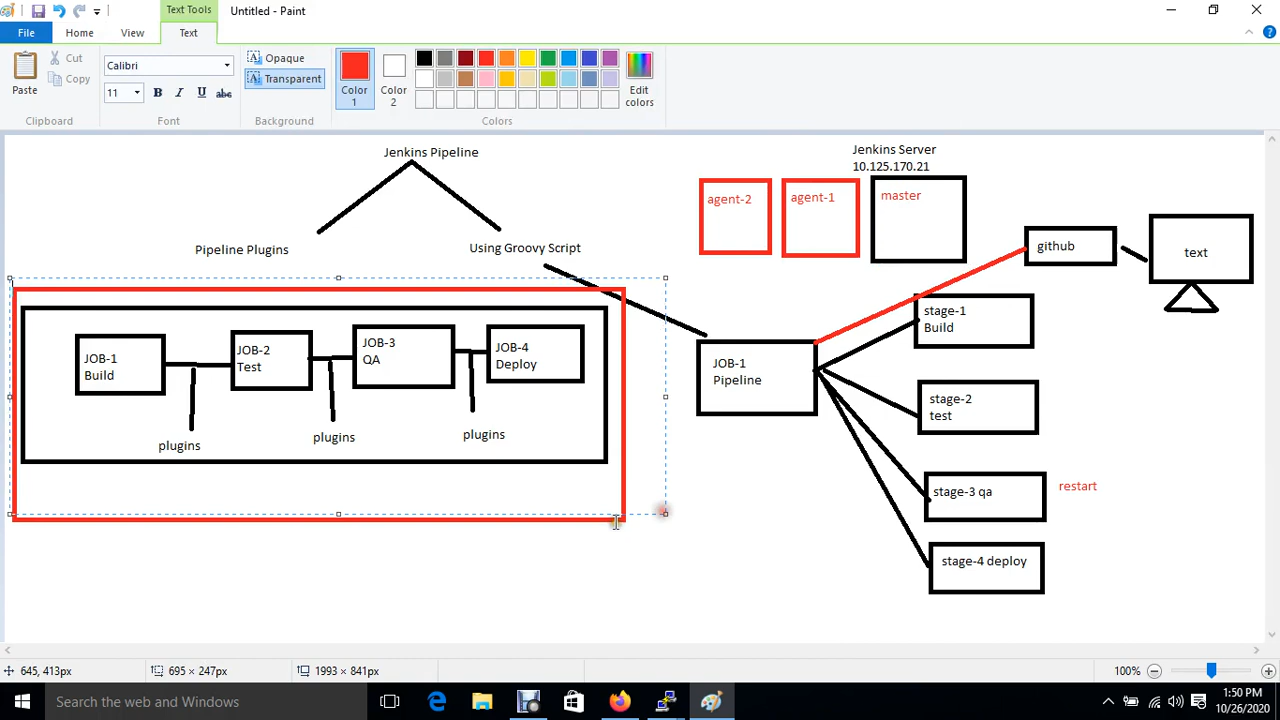 Text Tools
Untitled - Paint
File
Home
View
Text
Paste
Cut
Copy
Clipboard
Calibri
11
B I U abc
Font
Opaque
Transparent
Background
Color
1
Color
2
Edit
colors
Colors
Jenkins Pipeline
Pipeline Plugins
Using Groovy Script
JOB-1
Build
JOB-2
Test
JOB-3
QA
JOB-4
Deploy
plugins
plugins
plugins
Jenkins Server
10.125.170.21
agent-2
agent-1
master
github
text
JOB-1
Pipeline
stage-1
Build
stage-2
test
stage-3 qa
restart
stage-4 deploy
645, 413px
695 × 247px
1993 × 841px
100%
Search the web and Windows
1:50 PM
10/26/2020